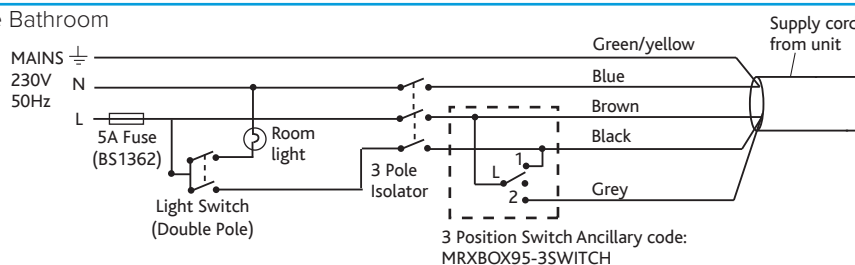 Bathroom
Supply cord
from unit
MAINS
230V
50Hz
N
L
Green/yellow
Blue
Brown
Black
Grey
5A Fuse
(BS1362)
Room
light
Light Switch
(Double Pole)
3 Pole
Isolator
1
L
2
3 Position Switch Ancillary code:
MRXBOX95-3SWITCH